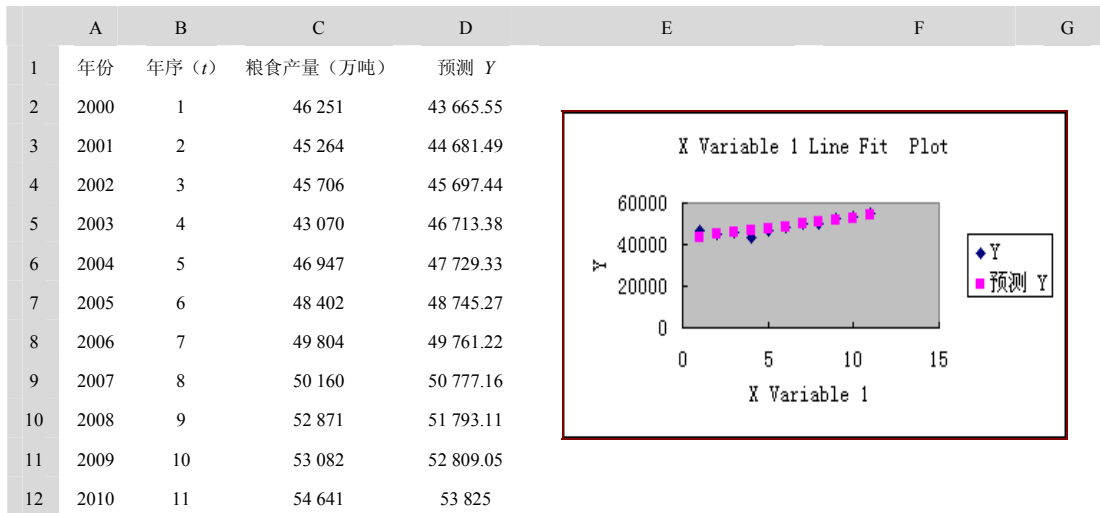 A B C D E F G
1 年份 年序（t） 粮食产量（万吨） 预测 Y
2 2000 1 46 251 43 665.55
3 2001 2 45 264 44 681.49
4 2002 3 45 706 45 697.44
5 2003 4 43 070 46 713.38
6 2004 5 46 947 47 729.33
7 2005 6 48 402 48 745.27
8 2006 7 49 804 49 761.22
9 2007 8 50 160 50 777.16
10 2008 9 52 871 51 793.11
11 2009 10 53 082 52 809.05
12 2010 11 54 641 53 825
X Variable 1 Line Fit Plot
60000
40000
20000
0
Y
0 5 10 15
X Variable 1
Y
预测 Y